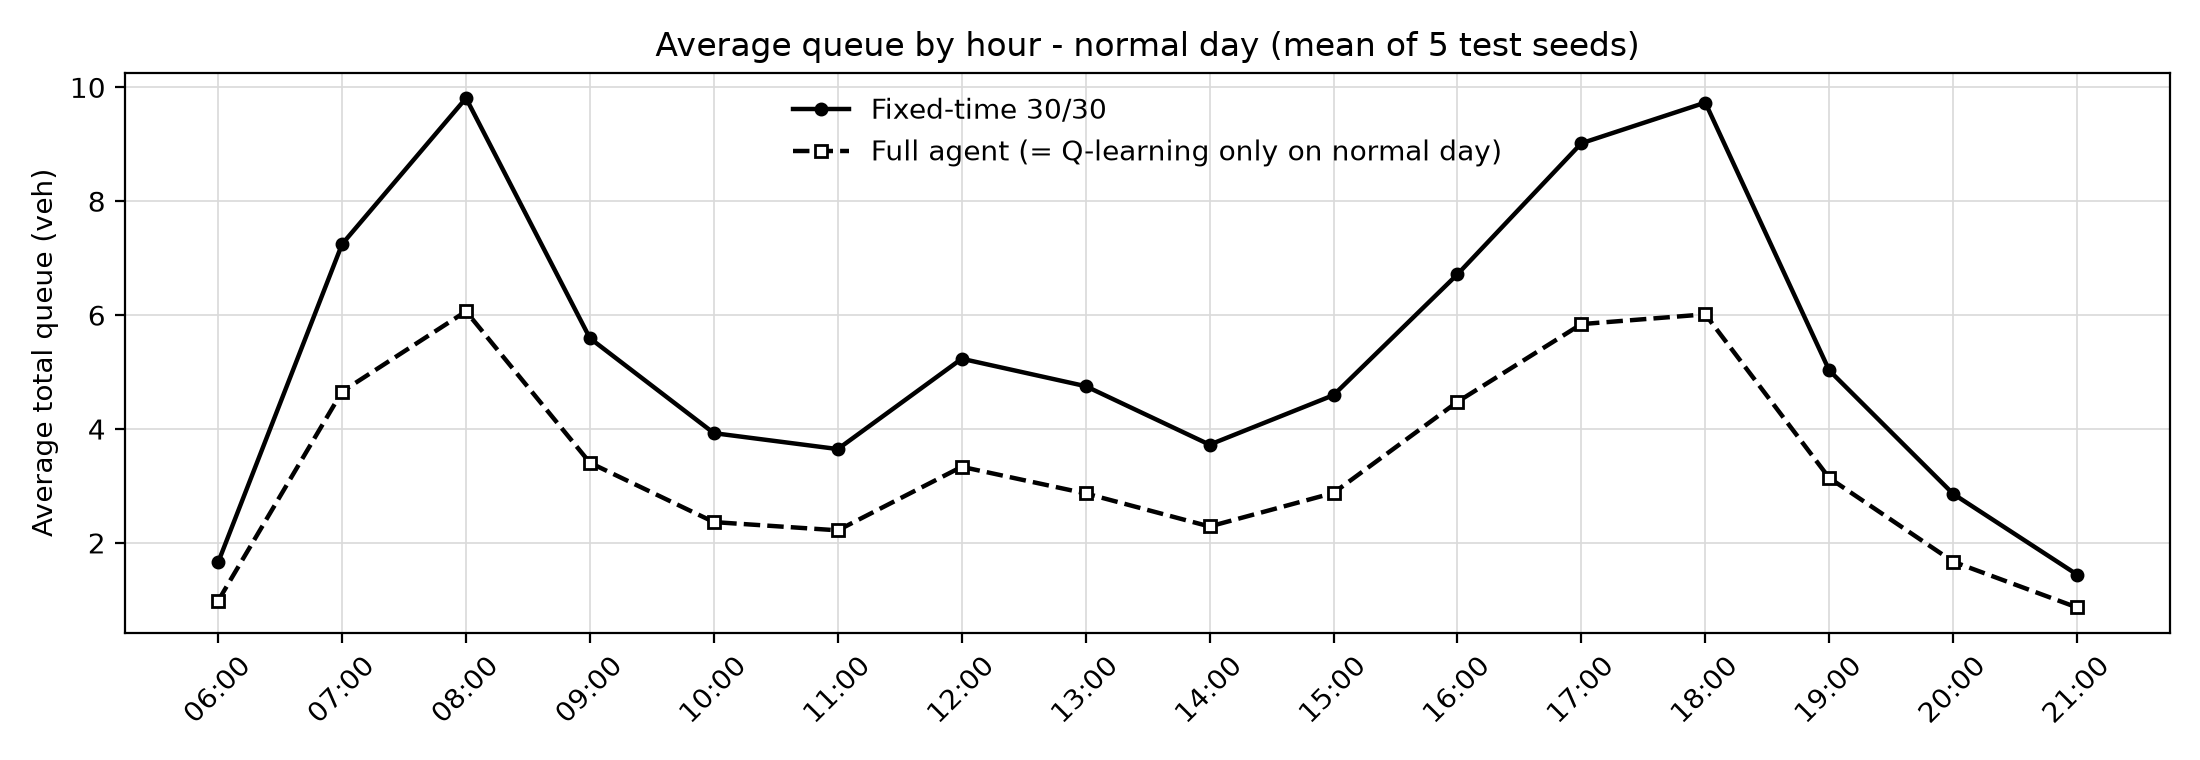 Average queue by hour - normal day (mean of 5 test seeds)
Fixed-time 30/30
Full agent (= Q-learning only on normal day)
Average total queue (veh)
10
8
6
4
2
06:00 07:00 08:00 09:00 10:00 11:00 12:00 13:00 14:00 15:00 16:00 17:00 18:00 19:00 20:00 21:00